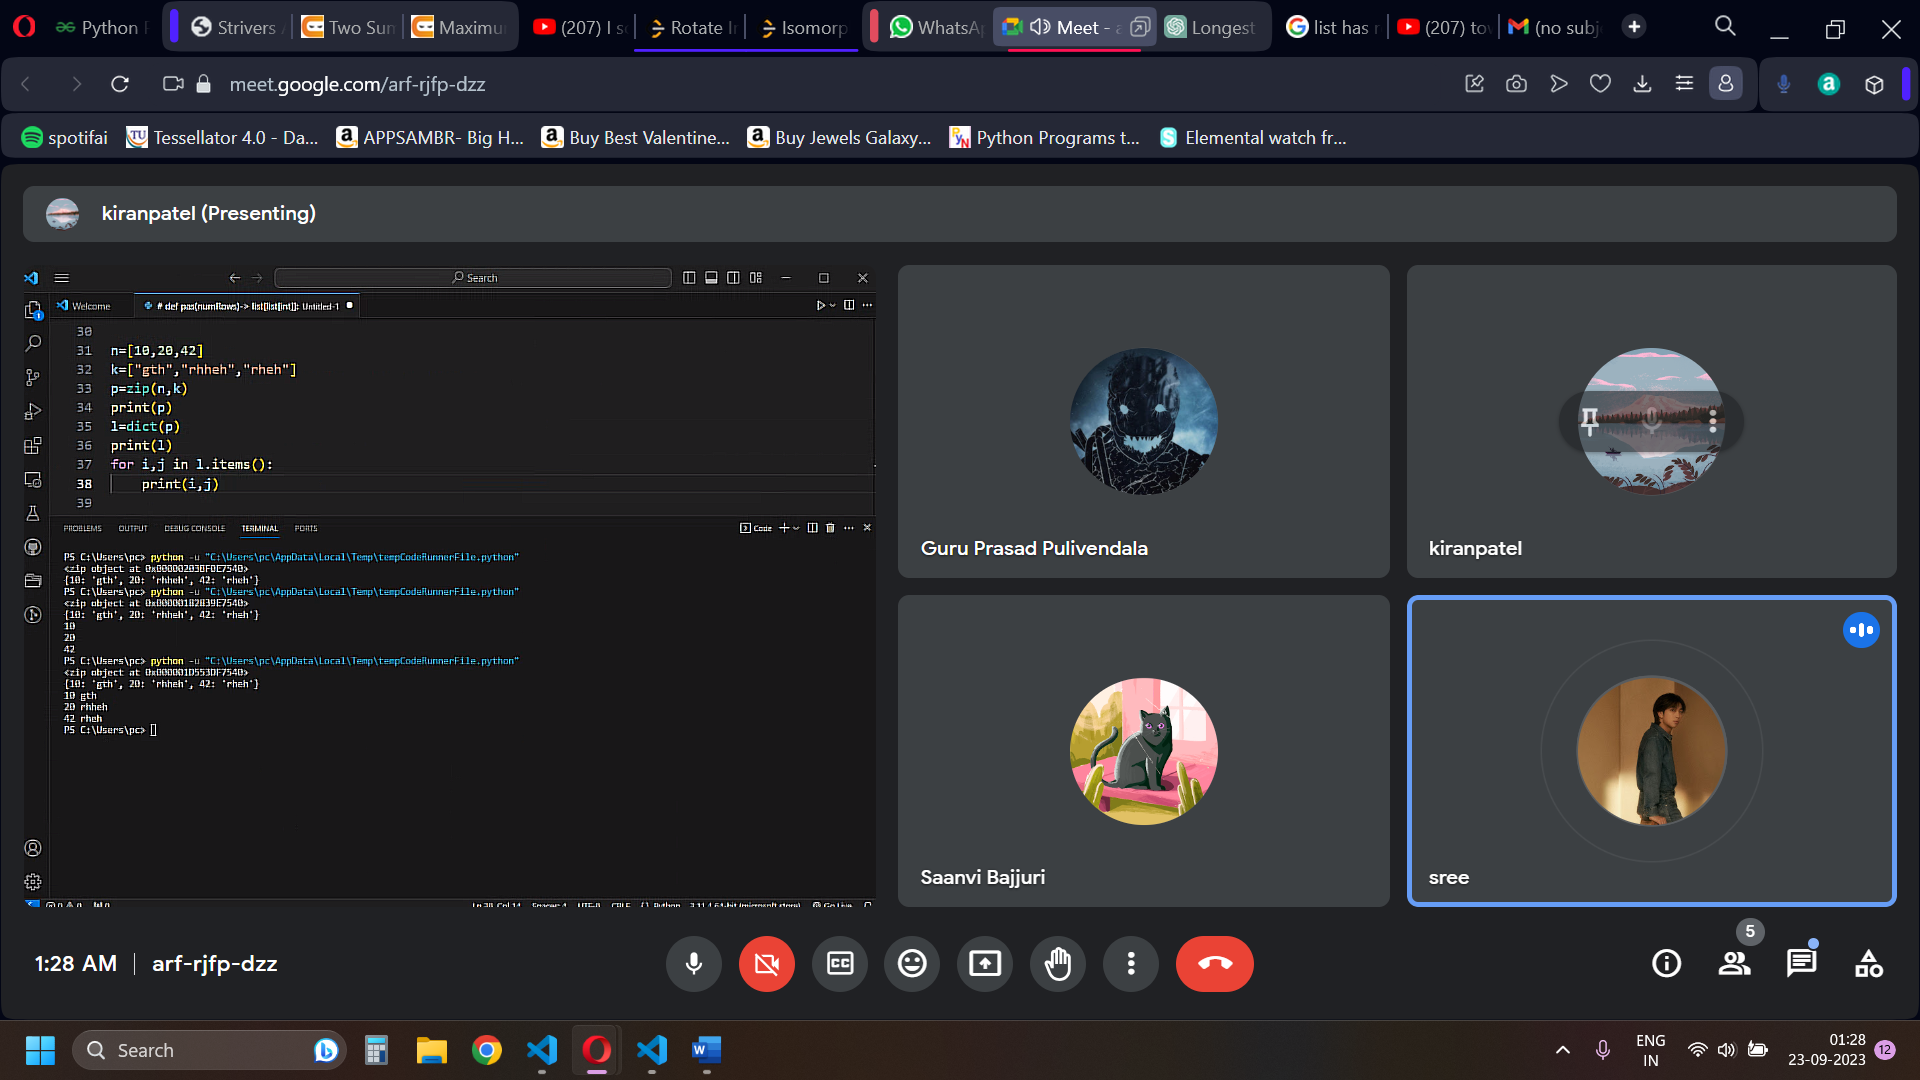 Python P
Strivers A
Two Sum
Maximum
(207) I so
Rotate Im
Isomorp
WhatsAp
Meet - a
Longest
list has n
(207) tov
(no subje
meet.google.com/arf-rjfp-dzz
spotifai
Tessellator 4.0 - Da...
APPSAMBR- Big H...
Buy Best Valentine...
Buy Jewels Galaxy...
Python Programs t...
Elemental watch fr...
kiranpatel (Presenting)
Search
Welcome
# def pas(numRows)-> list[list[int]]: Untitled-1
30
31 n=[10,20,42]
32 k=["gth","rhheh","rheh"]
33 p=zip(n,k)
34 print(p)
35 l=dict(p)
36 print(l)
37 for i,j in l.items():
38 print(i,j)
39
PROBLEMS OUTPUT DEBUG CONSOLE TERMINAL PORTS
Code
PS C:\Users\pc> python -u "C:\Users\pc\AppData\Local\Temp\tempCodeRunnerFile.python"
<zip object at
{10: 'gth', 20: 'rhheh', 42: 'rheh'}
PS C:\Users\pc> python -u "C:\Users\pc\AppData\Local\Temp\tempCodeRunnerFile.python"
<zip object at
{10: 'gth', 20: 'rhheh', 42: 'rheh'}
10
20
42
PS C:\Users\pc> python -u "C:\Users\pc\AppData\Local\Temp\tempCodeRunnerFile.python"
<zip object at
{10: 'gth', 20: 'rhheh', 42: 'rheh'}
10 gth
20 rhheh
42 rheh
PS C:\Users\pc>
Guru Prasad Pulivendala
kiranpatel
Saanvi Bajjuri
sree
1:28 AM
arf-rjfp-dzz
CC
5
Search
ENG
IN
01:28
23-09-2023
12